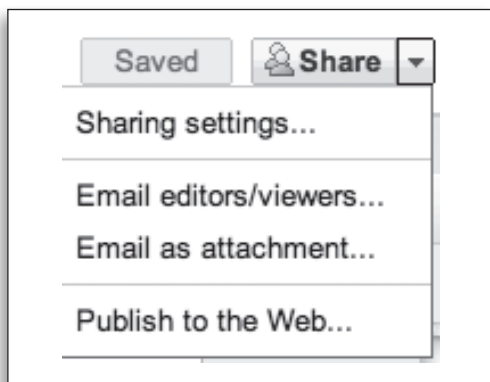 Saved Share
Sharing settings...
Email editors/viewers...
Email as attachment...
Publish to the Web...